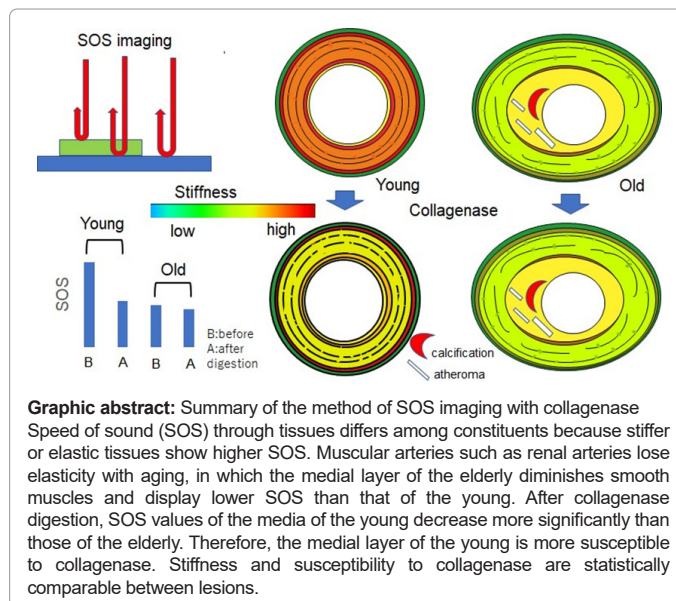 SOS imaging
Young
Old
Stiffness
low
high
Collagenase
Young
Old
SOS
B
A
B
A
B:before
A:after
digestion
calcification
atheroma
Graphic abstract: Summary of the method of SOS imaging with collagenase
Speed of sound (SOS) through tissues differs among constituents because stiffer
or elastic tissues show higher SOS. Muscular arteries such as renal arteries lose
elasticity with aging, in which the medial layer of the elderly diminishes smooth
muscles and display lower SOS than that of the young. After collagenase
digestion, SOS values of the media of the young decrease more significantly than
those of the elderly. Therefore, the medial layer of the young is more susceptible
to collagenase. Stiffness and susceptibility to collagenase are statistically
comparable between lesions.